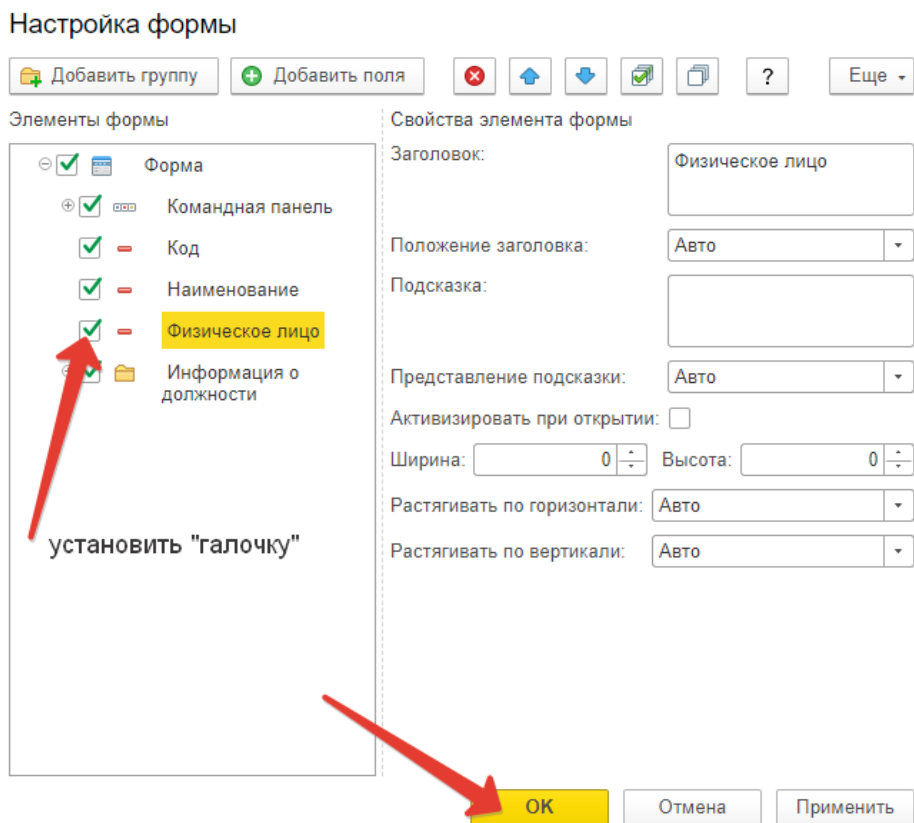 Настройка формы
Добавить группу
Добавить поля
?
Еще
Элементы формы
Свойства элемента формы
Форма
Командная панель
Код
Наименование
Физическое лицо
Информация о
должности
установить "галочку"
Заголовок:
Физическое лицо
Положение заголовка:
Авто
Подсказка:
Представление подсказки:
Авто
Активизировать при открытии:
Ширина:
0
Высота:
0
Растягивать по горизонтали:
Авто
Растягивать по вертикали:
Авто
ОК
Отмена
Применить